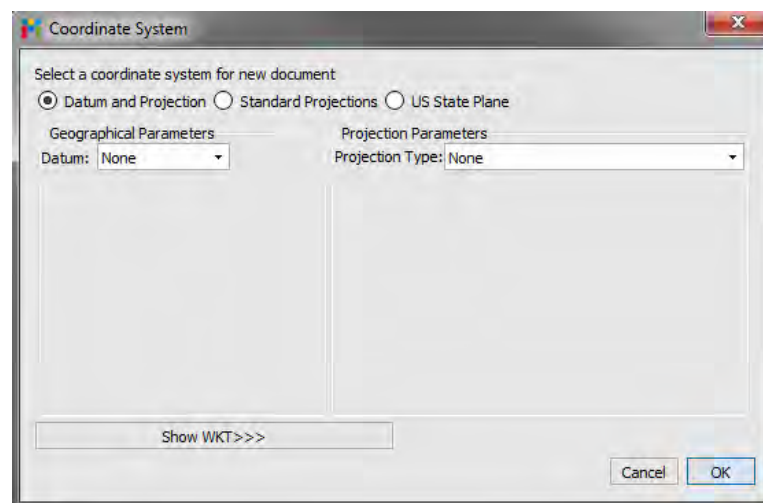 Coordinate System
Select a coordinate system for new document
Datum and Projection Standard Projections US State Plane
Geographical Parameters Projection Parameters
Datum: None Projection Type: None
Show WKT>>>
Cancel OK